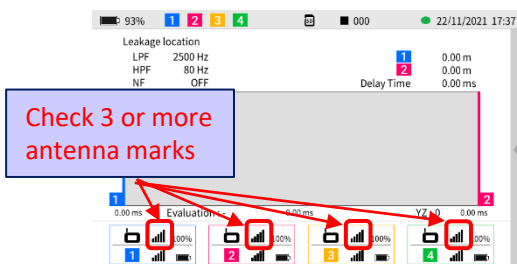 93% 1 2 3 4 000 22/11/2021 17:37
Leakage location
LPF 2500 Hz 1 0.00 m
HPF 80 Hz 2 0.00 m
NF OFF Delay Time 0.00 ms
Check 3 or more
antenna marks
1 2
0.00 ms Evaluation : - 0.00 ms YZ : 0 0.00 ms
100% 100% 100% 100%
1 2 3 4